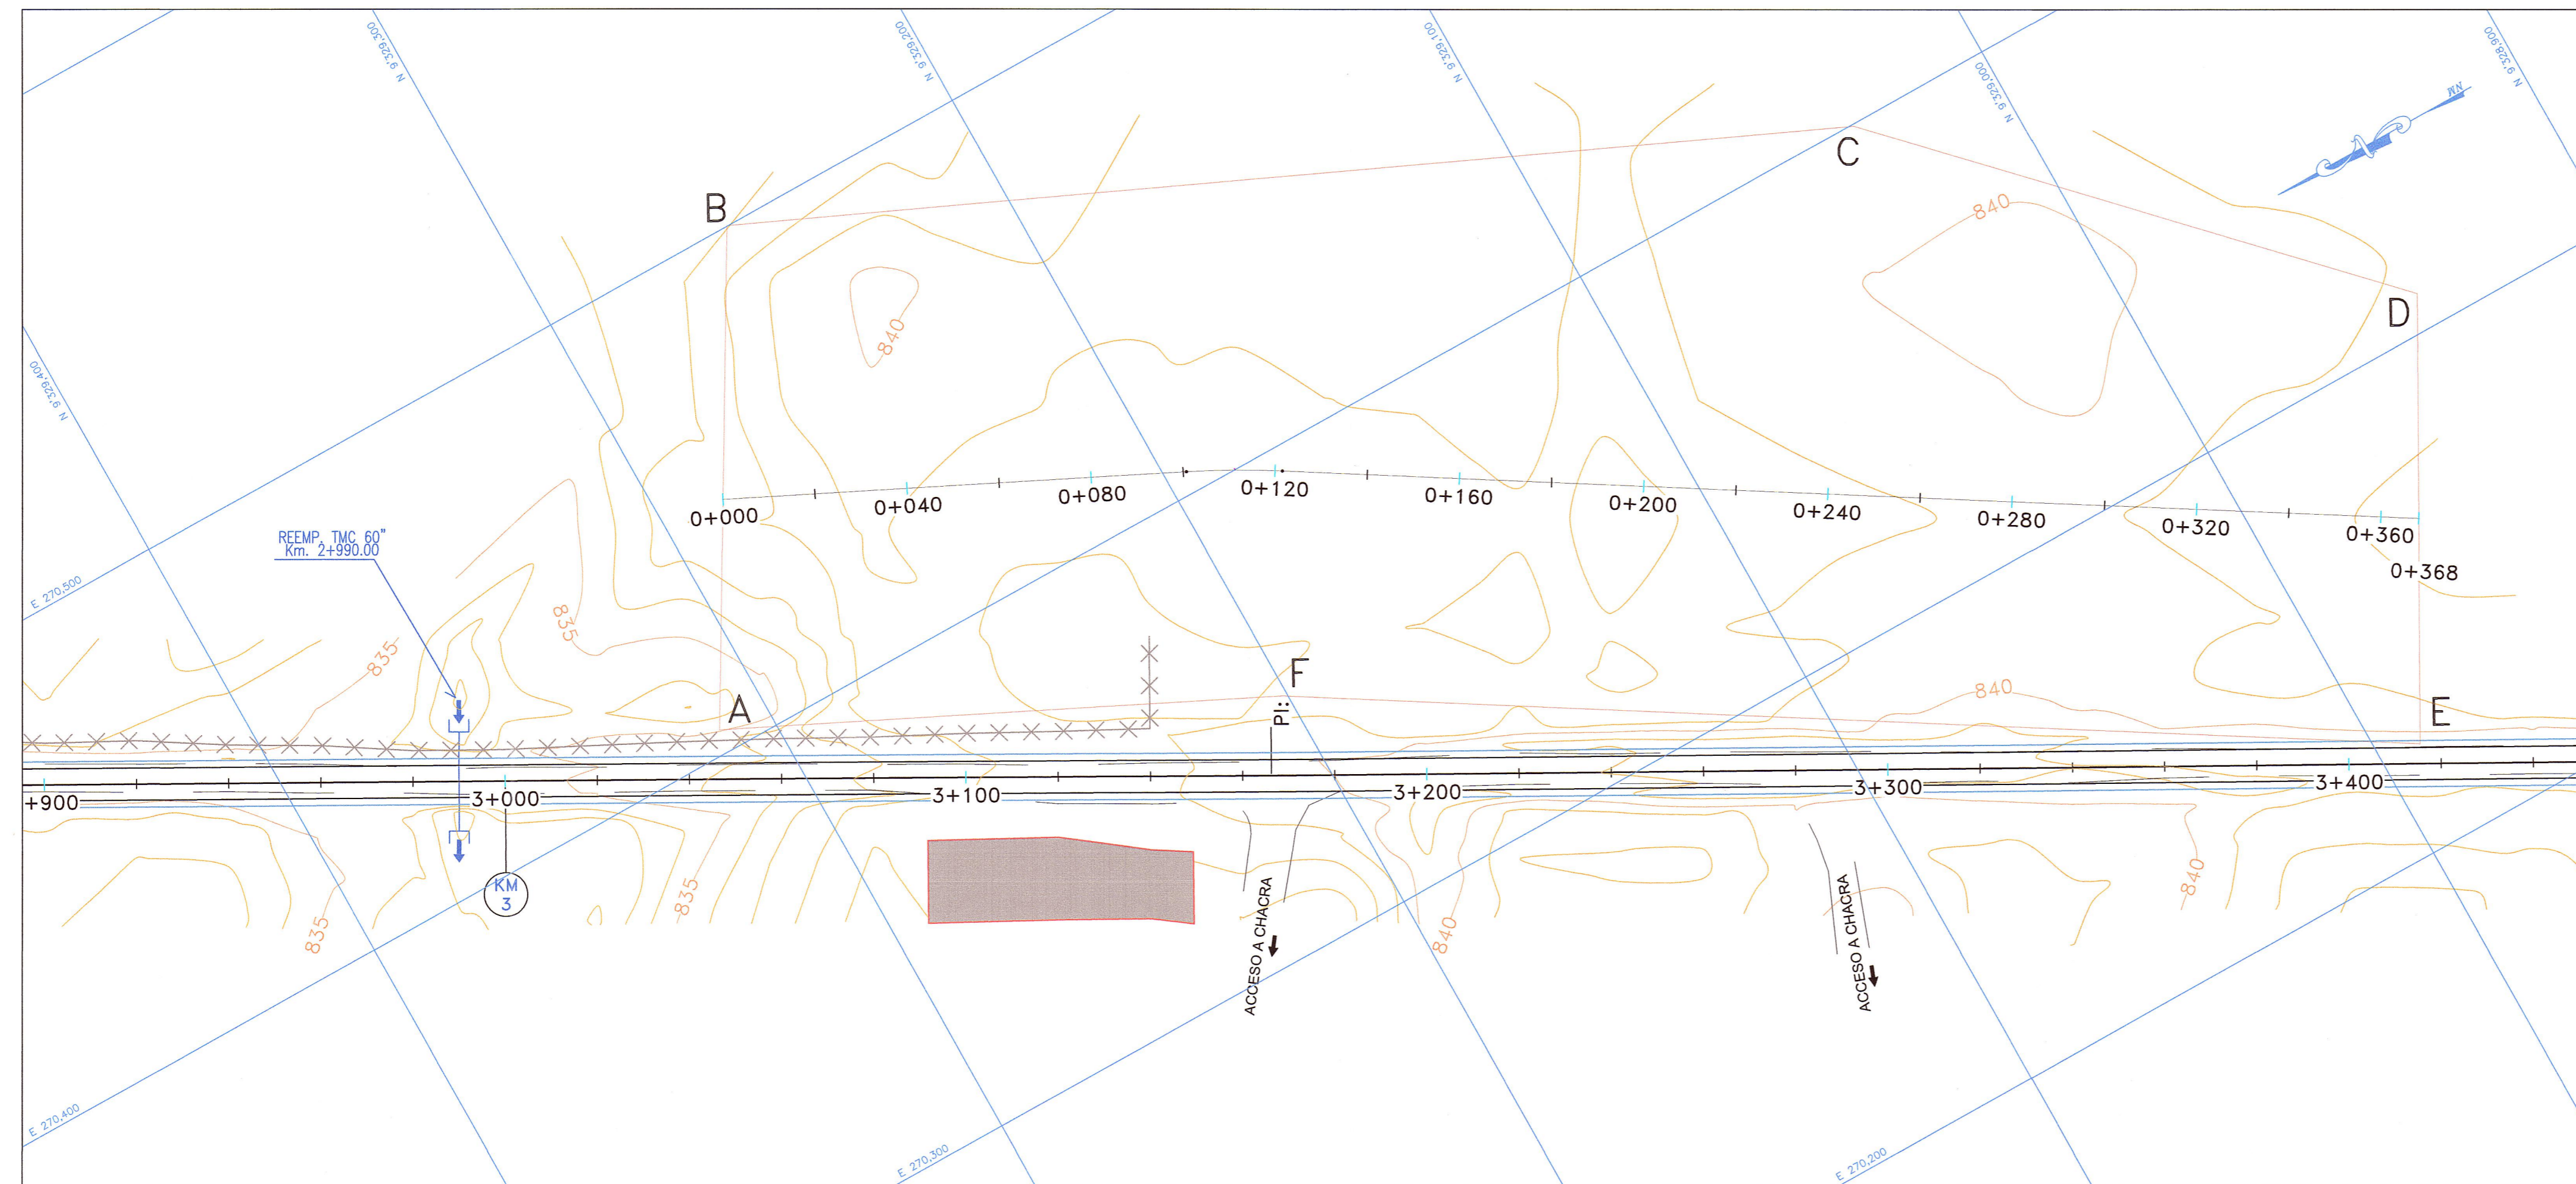 N 9'329,300
N 9'329,200
N 9'329,100
N 9'329,000
N 9'328,900
NM
C
B
840
D
840
N 9'329,400
0+000
0+040
0+080
0+120
0+160
0+200
0+240
0+280
0+320
0+360
0+368
REEMP. TMC 60"
Km. 2+990.00
E 270,500
835
835
A
F
PI:
840
E
+900
3+000
3+100
3+200
3+300
3+400
KM
3
835
835
840
840
ACCESO A CHACRA
ACCESO A CHACRA
E 270,400
E 270,300
E 270,200